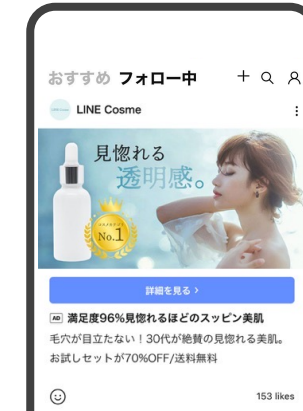 おすすめ フォロー中
LINE Cosme
見惚れる
透明感。
No.1
詳細を見る >
AD 満足度96%見惚れるほどのスッピン美肌
毛穴が目立たない！30代が絶賛の見惚れる美肌。
お試しセットが70%OFF/送料無料
153 likes